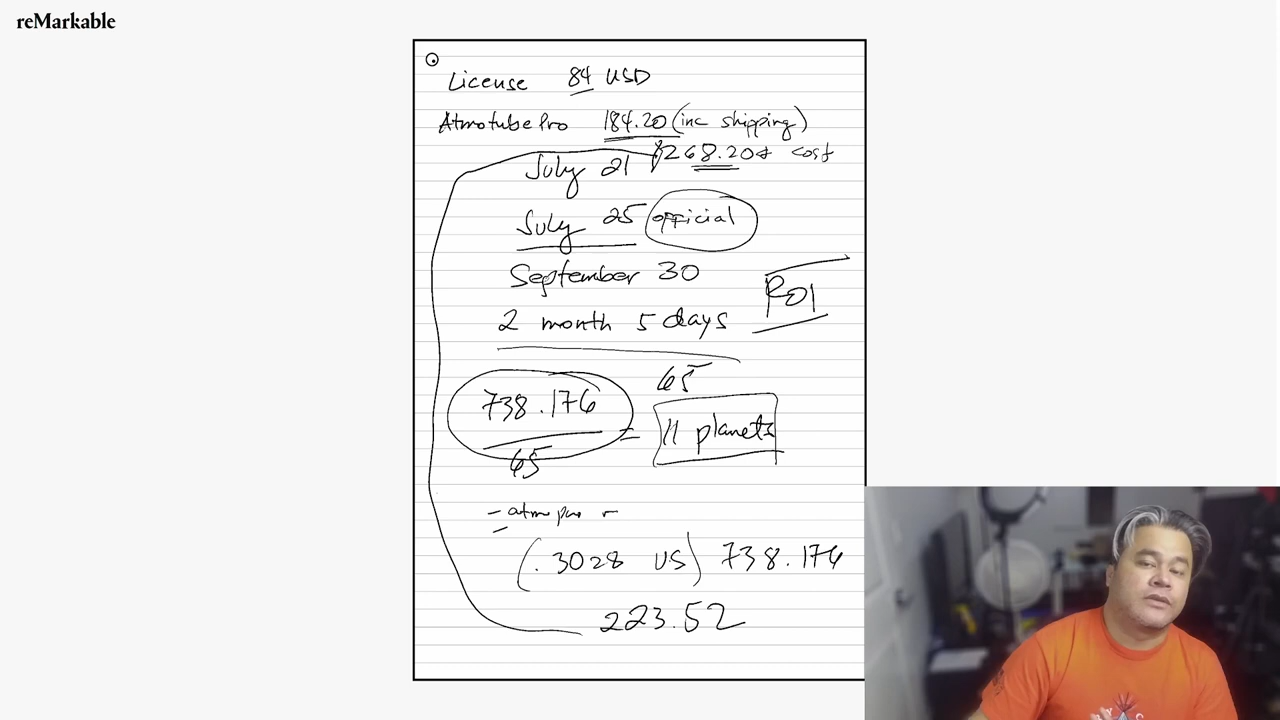 reMarkable
License 84 USD
Atmotube Pro 184.20 (inc shipping)
$268.20 cost
July 21
July 25 official
September 30
ROI
2 month 5 days
65
738.176
65
= 11 planets
(.3028 US) 738.176
223.52